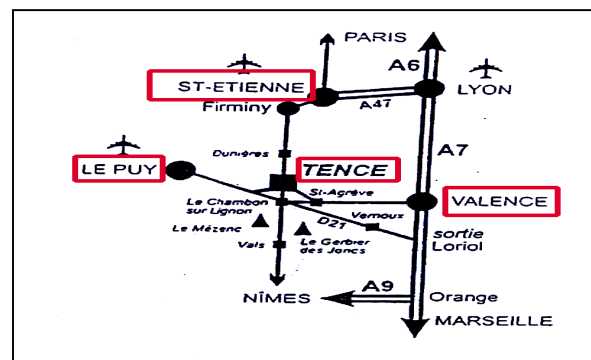 PARIS
A6
ST-ETIENNE
LYON
A47
Firminy
A7
Dunières
LE PUY
TENCE
St-Agrève
Le Chambon
sur Lignon
VALENCE
Vernoux
D21
Le Mézenc
sortie
Loriol
Vals
Le Gerbier
des Joncs
A9
NÎMES
Orange
MARSEILLE